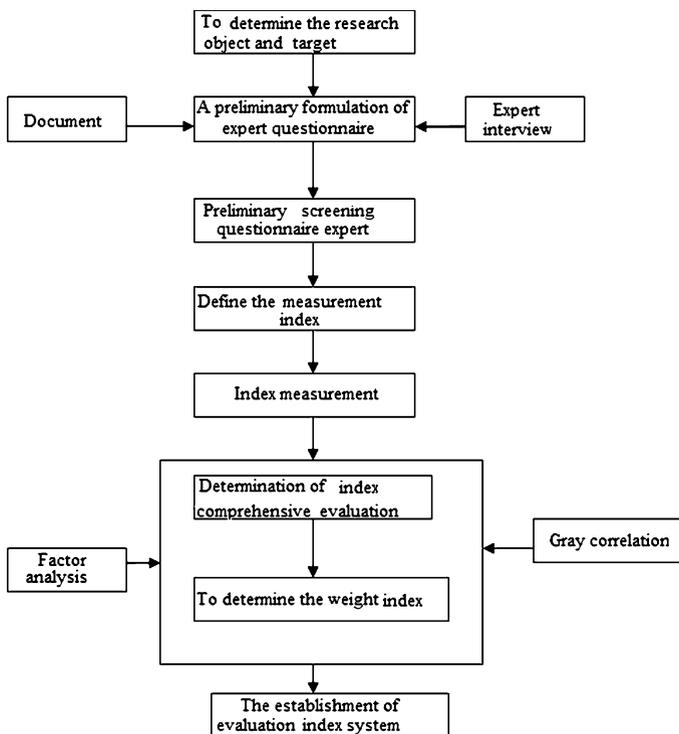 To determine the research
object and target
A preliminary formulation of
expert questionnaire
Document
Expert
interview
Preliminary screening
questionnaire expert
Define the measurement
index
Index measurement
Determination of index
comprehensive evaluation
Factor
analysis
Gray correlation
To determine the weight index
The establishment of
evaluation index system